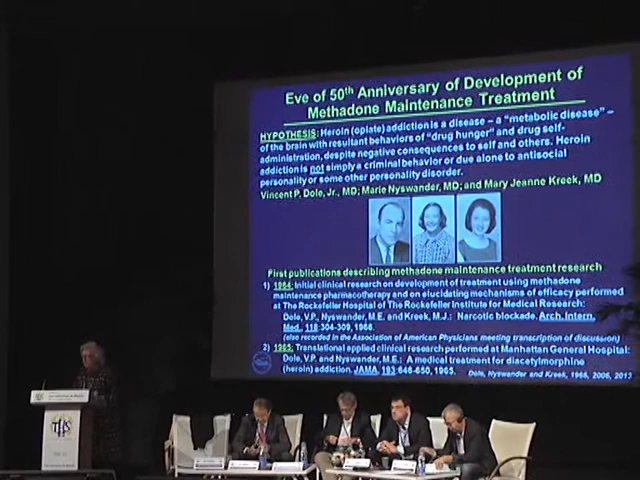 Eve of 50th Anniversary of Development of
Methadone Maintenance Treatment
HYPOTHESIS: Heroin (opiate) addiction is a disease – a "metabolic disease" –
of the brain with resultant behaviors of "drug hunger" and drug self-
administration, despite negative consequences to self and others. Heroin
addiction is not simply a criminal behavior or due alone to antisocial
personality or some other personality disorder.
Vincent P. Dole, Jr., MD; Marie Nyswander, MD; and Mary Jeanne Kreek, MD
First publications describing methadone maintenance treatment research
1) 1964: Initial clinical research on development of treatment using methadone
maintenance pharmacotherapy and on elucidating mechanisms of efficacy performed
at The Rockefeller Hospital of The Rockefeller Institute for Medical Research:
Dole, V.P., Nyswander, M.E. and Kreek, M.J.: Narcotic blockade. Arch. Intern.
Med., 118:304-309, 1966.
(also recorded in the Association of American Physicians meeting transcription of discussion)
2) 1965: Translational applied clinical research performed at Manhattan General Hospital:
Dole, V.P. and Nyswander, M.E.: A medical treatment for diacetylmorphine
(heroin) addiction. JAMA, 193:646-650, 1965.
Dole, Nyswander and Kreek, 1966, 2006, 2013
THS